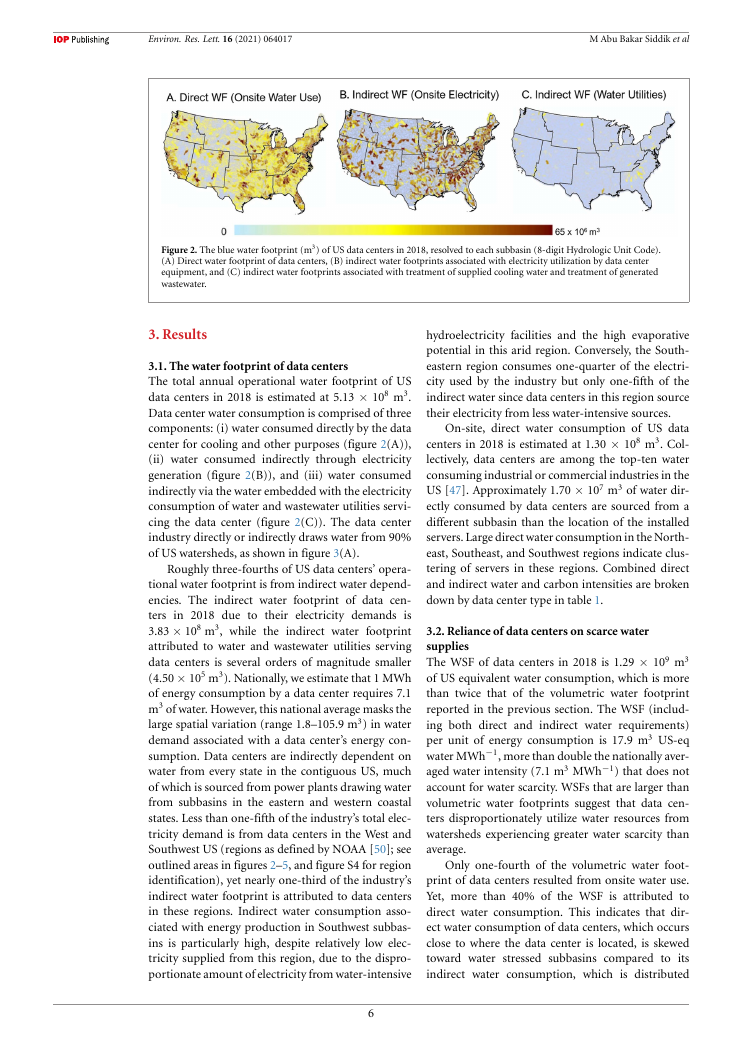 IOP Publishing
Environ. Res. Lett. 16 (2021) 064017
M Abu Bakar Siddik et al
A. Direct WF (Onsite Water Use)
B. Indirect WF (Onsite Electricity)
C. Indirect WF (Water Utilities)
0
65 x 10⁶ m³
Figure 2. The blue water footprint (m³) of US data centers in 2018, resolved to each subbasin (8-digit Hydrologic Unit Code).
(A) Direct water footprint of data centers, (B) indirect water footprints associated with electricity utilization by data center
equipment, and (C) indirect water footprints associated with treatment of supplied cooling water and treatment of generated
wastewater.
3. Results
3.1. The water footprint of data centers
The total annual operational water footprint of US
data centers in 2018 is estimated at 5.13 × 10⁸ m³.
Data center water consumption is comprised of three
components: (i) water consumed directly by the data
center for cooling and other purposes (figure 2(A)),
(ii) water consumed indirectly through electricity
generation (figure 2(B)), and (iii) water consumed
indirectly via the water embedded with the electricity
consumption of water and wastewater utilities servi-
cing the data center (figure 2(C)). The data center
industry directly or indirectly draws water from 90%
of US watersheds, as shown in figure 3(A).
Roughly three-fourths of US data centers' opera-
tional water footprint is from indirect water depend-
encies. The indirect water footprint of data cen-
ters in 2018 due to their electricity demands is
3.83 × 10⁸ m³, while the indirect water footprint
attributed to water and wastewater utilities serving
data centers is several orders of magnitude smaller
(4.50 × 10⁵ m³). Nationally, we estimate that 1 MWh
of energy consumption by a data center requires 7.1
m³ of water. However, this national average masks the
large spatial variation (range 1.8–105.9 m³) in water
demand associated with a data center's energy con-
sumption. Data centers are indirectly dependent on
water from every state in the contiguous US, much
of which is sourced from power plants drawing water
from subbasins in the eastern and western coastal
states. Less than one-fifth of the industry's total elec-
tricity demand is from data centers in the West and
Southwest US (regions as defined by NOAA [50]; see
outlined areas in figures 2–5, and figure S4 for region
identification), yet nearly one-third of the industry's
indirect water footprint is attributed to data centers
in these regions. Indirect water consumption asso-
ciated with energy production in Southwest subbas-
ins is particularly high, despite relatively low elec-
tricity supplied from this region, due to the dispro-
portionate amount of electricity from water-intensive
hydroelectricity facilities and the high evaporative
potential in this arid region. Conversely, the South-
eastern region consumes one-quarter of the electri-
city used by the industry but only one-fifth of the
indirect water since data centers in this region source
their electricity from less water-intensive sources.
On-site, direct water consumption of US data
centers in 2018 is estimated at 1.30 × 10⁸ m³. Col-
lectively, data centers are among the top-ten water
consuming industrial or commercial industries in the
US [47]. Approximately 1.70 × 10⁷ m³ of water dir-
ectly consumed by data centers are sourced from a
different subbasin than the location of the installed
servers. Large direct water consumption in the North-
east, Southeast, and Southwest regions indicate clus-
tering of servers in these regions. Combined direct
and indirect water and carbon intensities are broken
down by data center type in table 1.
3.2. Reliance of data centers on scarce water
supplies
The WSF of data centers in 2018 is 1.29 × 10⁹ m³
of US equivalent water consumption, which is more
than twice that of the volumetric water footprint
reported in the previous section. The WSF (includ-
ing both direct and indirect water requirements)
per unit of energy consumption is 17.9 m³ US-eq
water MWh⁻¹, more than double the nationally aver-
aged water intensity (7.1 m³ MWh⁻¹) that does not
account for water scarcity. WSFs that are larger than
volumetric water footprints suggest that data cen-
ters disproportionately utilize water resources from
watersheds experiencing greater water scarcity than
average.
Only one-fourth of the volumetric water foot-
print of data centers resulted from onsite water use.
Yet, more than 40% of the WSF is attributed to
direct water consumption. This indicates that dir-
ect water consumption of data centers, which occurs
close to where the data center is located, is skewed
toward water stressed subbasins compared to its
indirect water consumption, which is distributed
6